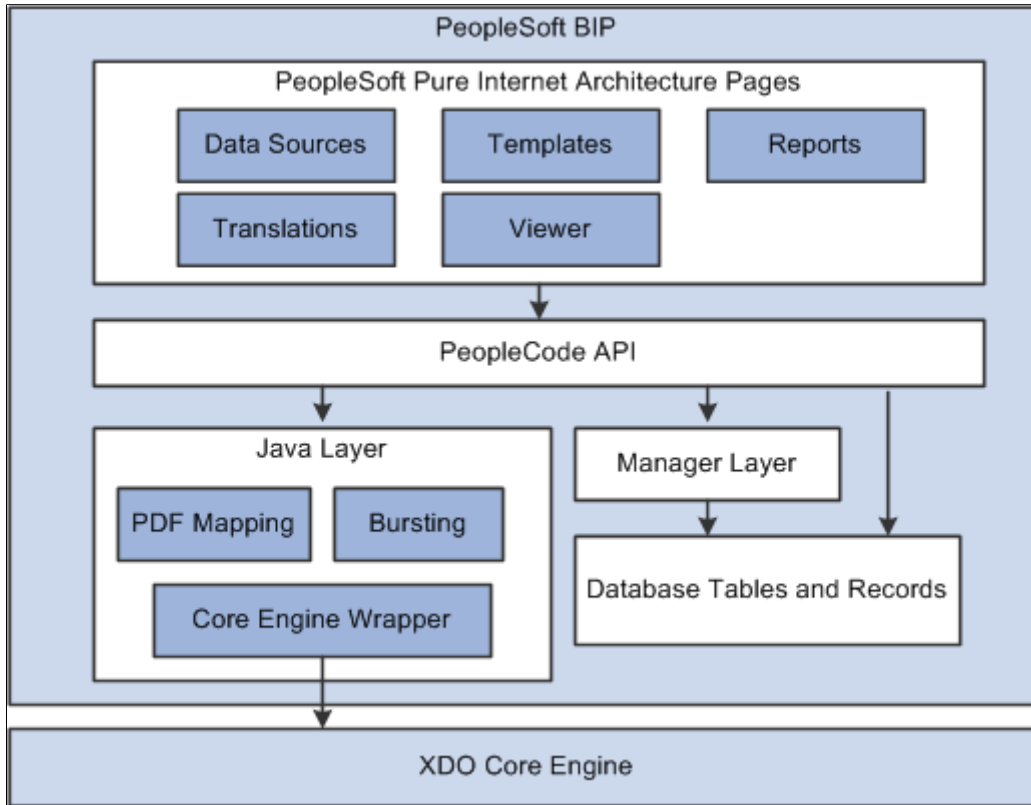 PeopleSoft BIP
PeopleSoft Pure Internet Architecture Pages
Data Sources
Templates
Reports
Translations
Viewer
PeopleCode API
Java Layer
PDF Mapping
Bursting
Core Engine Wrapper
Manager Layer
Database Tables and Records
XDO Core Engine